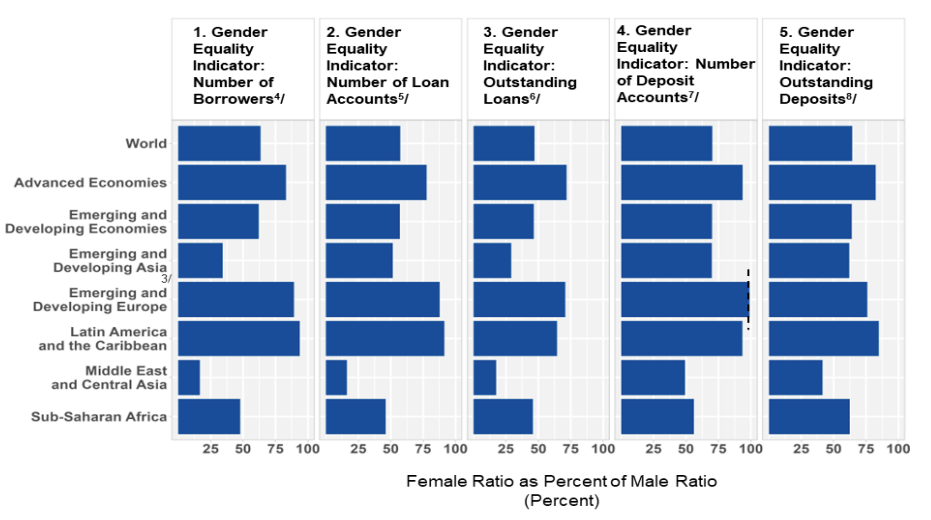 1. Gender
Equality
Indicator:
Number of
Borrowers⁴/
2. Gender
Equality
Indicator:
Number of Loan
Accounts⁵/
3. Gender
Equality
Indicator:
Outstanding
Loans⁶/
4. Gender
Equality
Indicator: Number
of Deposit
Accounts⁷/
5. Gender
Equality
Indicator:
Outstanding
Deposits⁸/
World
Advanced Economies
Emerging and
Developing Economies
Emerging and
Developing Asia
3/
Emerging and
Developing Europe
Latin America
and the Caribbean
Middle East
and Central Asia
Sub-Saharan Africa
25 50 75 100 25 50 75 100 25 50 75 100 25 50 75 100 25 50 75 100
Female Ratio as Percent of Male Ratio
(Percent)